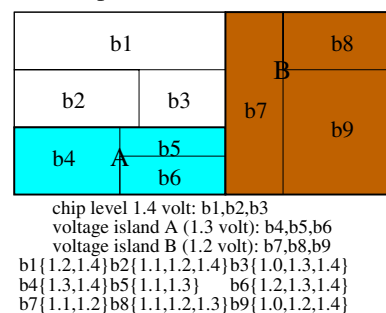 b1
b8
B
b2
b3
b7
b5
b4
A
b9
b6
chip level 1.4 volt: b1,b2,b3
voltage island A (1.3 volt): b4,b5,b6
voltage island B (1.2 volt): b7,b8,b9
b1{1.2,1.4}b2{1.1,1.2,1.4}b3{1.0,1.3,1.4}
b4{1.3,1.4}b5{1.1,1.3} b6{1.2,1.3,1.4}
b7{1.1,1.2}b8{1.1,1.2,1.3}b9{1.0,1.2,1.4}